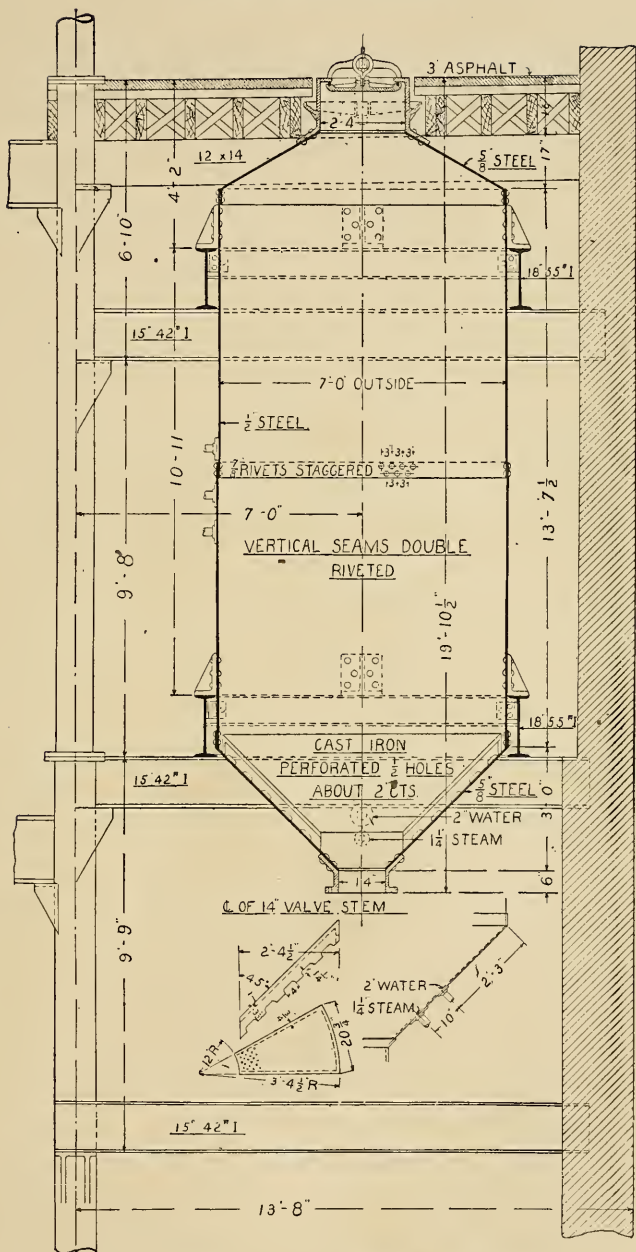 3" ASPHALT
2'-4"
12 x 14
5/8" STEEL
17"
4'-2"
6'-10"
18" 55# I
15" 42# I
7'-0" OUTSIDE
1/2" STEEL
7/8" RIVETS STAGGERED
10-11
13'-7 1/2"
7'-0"
VERTICAL SEAMS DOUBLE
RIVETED
9'-8"
19'-10 1/2"
18" 55# I
CAST IRON
PERFORATED 1/2" HOLES
ABOUT 2" CTS.
15" 42# I
5/8" STEEL
3'-0"
2" WATER
1 1/4" STEAM
14"
6"
℄ OF 14" VALVE STEM
9'-9"
2'-4 1/2"
45°
2" WATER
1 1/4" STEAM
10"
2'-3"
12"R
20 3/4"
3'-4 1/2" R
15" 42# I
13'-8"